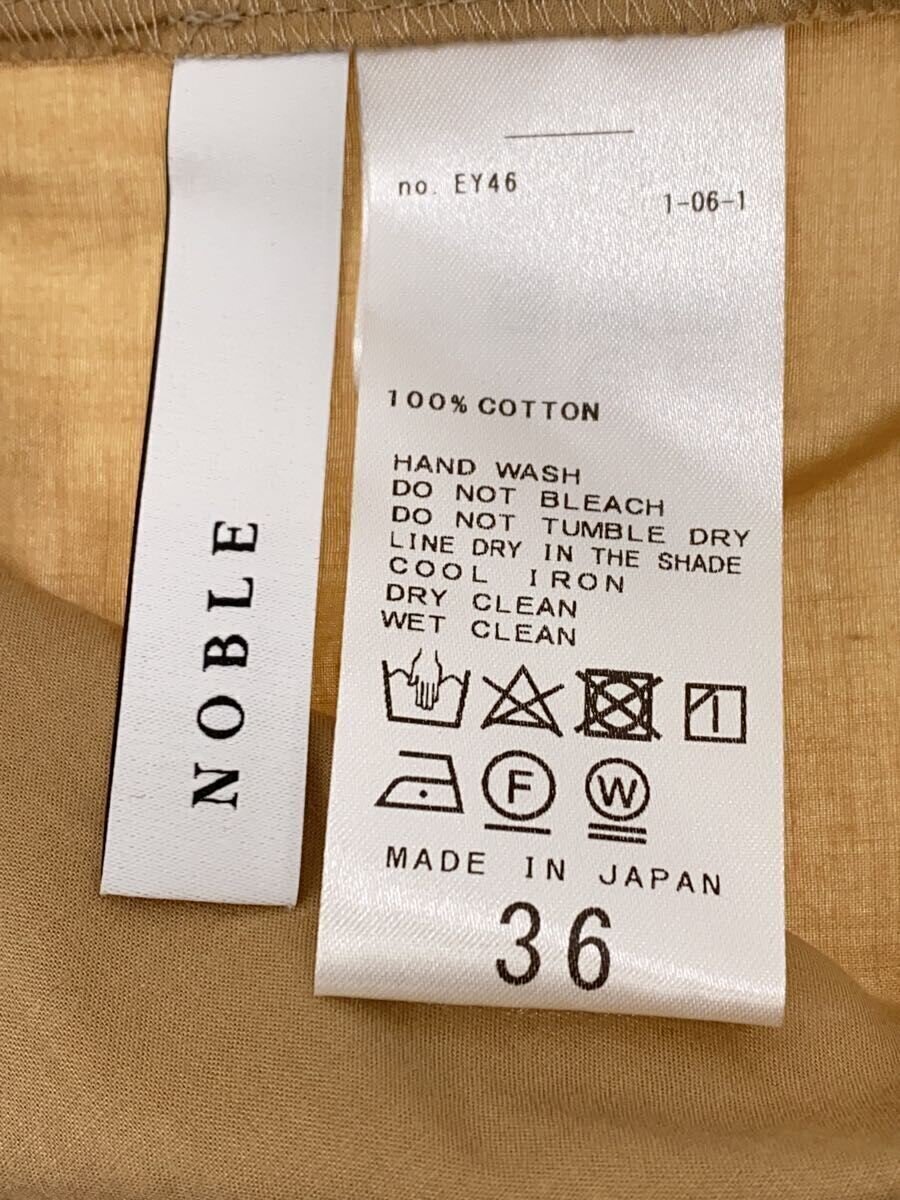 NOBLE
no. EY46
1-06-1
100% COTTON
HAND WASH
DO NOT BLEACH
DO NOT TUMBLE DRY
LINE DRY IN THE SHADE
COOL IRON
DRY CLEAN
WET CLEAN
F W
MADE IN JAPAN
36